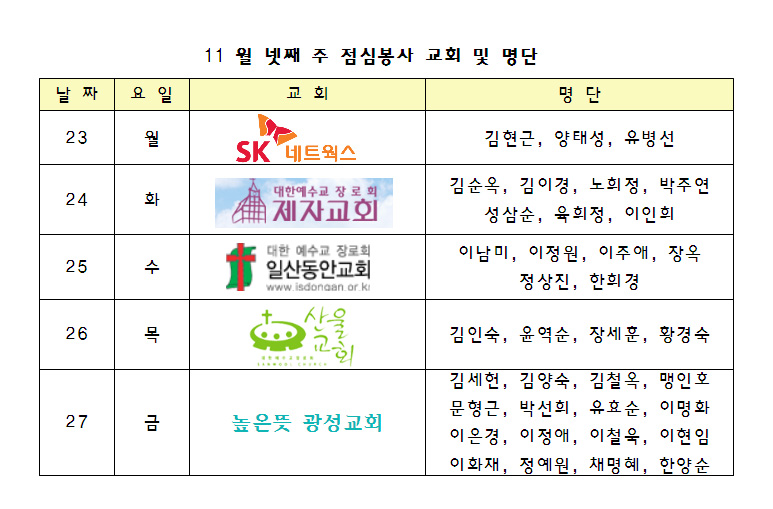 11 월 넷째 주 점심봉사 교회 및 명단
날 짜 요 일 교 회 명 단
23 월 SK 네트웍스 김현근, 양태성, 유병선
24 화 대한예수교 장 로 회 제자교회 김순옥, 김이경, 노희정, 박주연
성삼순, 육희정, 이인희
25 수 대한 예수교 장로회 일산동안교회 www.isdongan.or.kr 이남미, 이정원, 이주애, 장옥
정상진, 한희경
26 목 산울교회 김인숙, 윤역순, 장세훈, 황경숙
27 금 높은뜻 광성교회 김세헌, 김양숙, 김철옥, 맹인호
문형근, 박선희, 유효순, 이명화
이은경, 이정애, 이철욱, 이현임
이화재, 정예원, 채명혜, 한양순